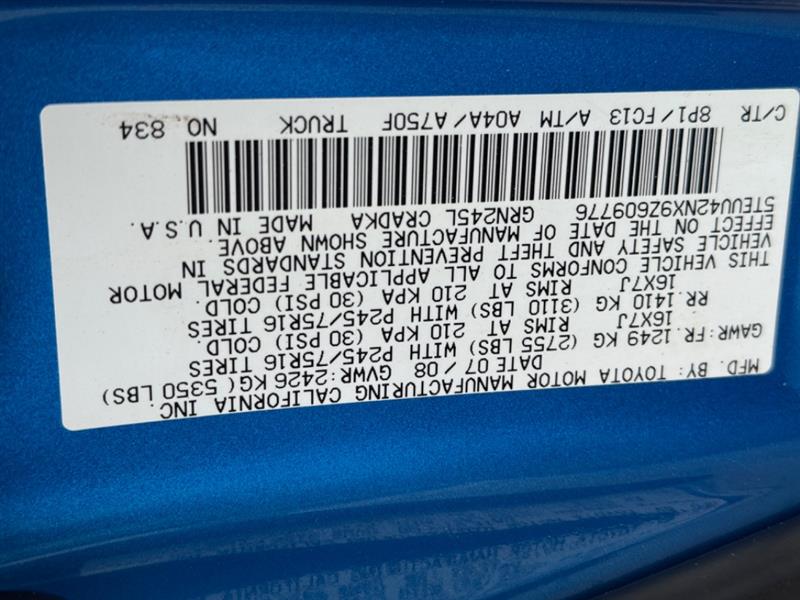 MFD. BY: TOYOTA MOTOR MANUFACTURING CALIFORNIA INC.
DATE 07 / 08 GVWR: 2426 KG ( 5350 LBS)
GAWR: FR. 1249 KG (2755 LBS) WITH P245/75R16 TIRES
16X7J RIMS AT 210 KPA (30 PSI) COLD.
RR. 1410 KG (3110 LBS) WITH P245/75R16 TIRES
16X7J RIMS AT 210 KPA (30 PSI) COLD.
THIS VEHICLE CONFORMS TO ALL APPLICABLE FEDERAL MOTOR
VEHICLE SAFETY AND THEFT PREVENTION STANDARDS IN
EFFECT ON THE DATE OF MANUFACTURE SHOWN ABOVE.
5TEUU42NX9Z609776 GRN245L CRADKA MADE IN U.S.A.
C/TR 8P1/FC13 A/TM A04A/A750F TRUCK NO 834